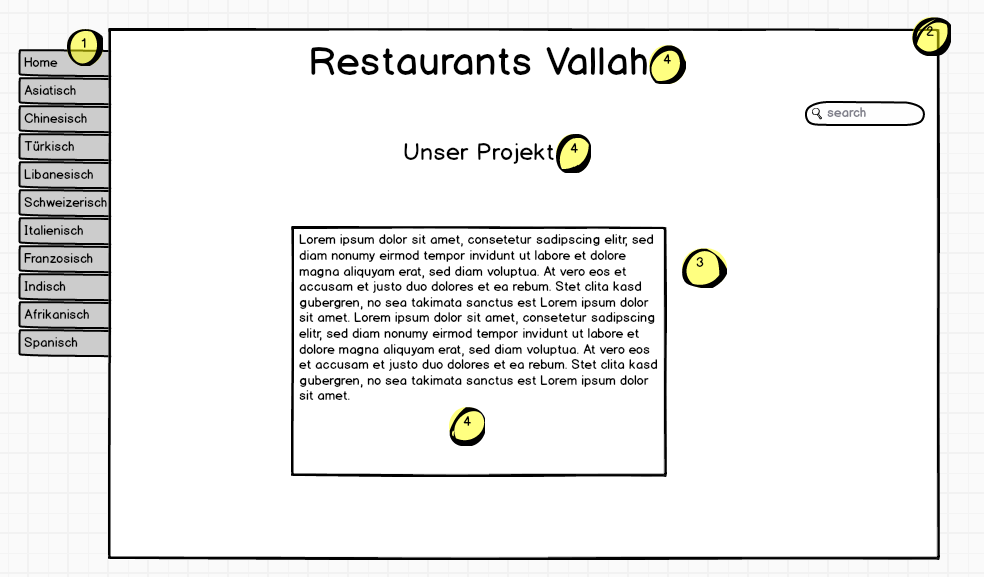 1
2
Home
Asiatisch
Chinesisch
Türkisch
Libanesisch
Schweizerisch
Italienisch
Franzosisch
Indisch
Afrikanisch
Spanisch
Restaurants Vallah 4
search
Unser Projekt 4
Lorem ipsum dolor sit amet, consetetur sadipscing elitr, sed
diam nonumy eirmod tempor invidunt ut labore et dolore
magna aliquyam erat, sed diam voluptua. At vero eos et
accusam et justo duo dolores et ea rebum. Stet clita kasd
gubergren, no sea takimata sanctus est Lorem ipsum dolor
sit amet. Lorem ipsum dolor sit amet, consetetur sadipscing
elitr, sed diam nonumy eirmod tempor invidunt ut labore et
dolore magna aliquyam erat, sed diam voluptua. At vero eos
et accusam et justo duo dolores et ea rebum. Stet clita kasd
gubergren, no sea takimata sanctus est Lorem ipsum dolor
sit amet.
3
4